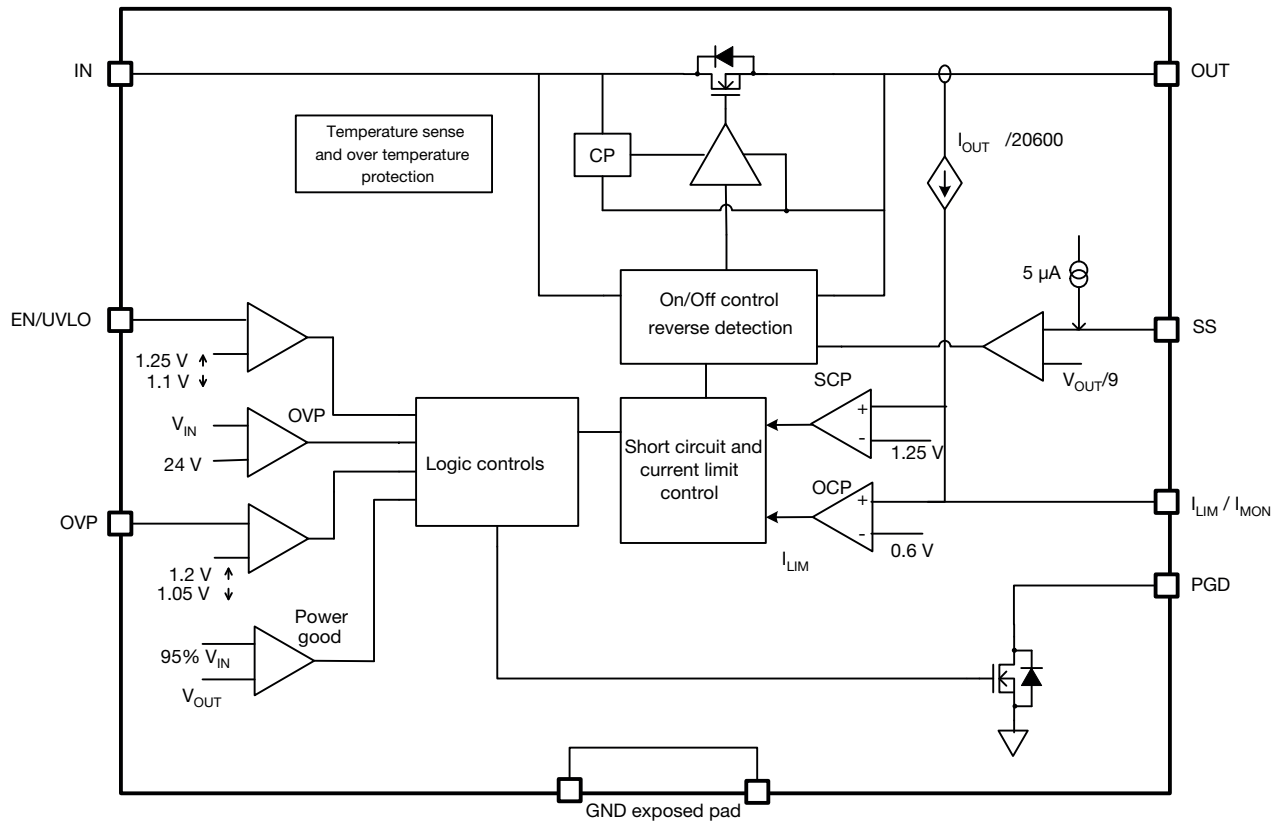 IN
OUT
Temperature sense
and over temperature
protection
CP
I_OUT /20600
5 µA
EN/UVLO
On/Off control
reverse detection
SS
1.25 V
1.1 V
V_OUT/9
SCP
V_IN
OVP
24 V
Logic controls
Short circuit and
current limit
control
+
-
1.25 V
OCP
+
-
0.6 V
I_LIM
I_LIM / I_MON
OVP
1.2 V
1.05 V
PGD
Power
good
95% V_IN
V_OUT
GND exposed pad